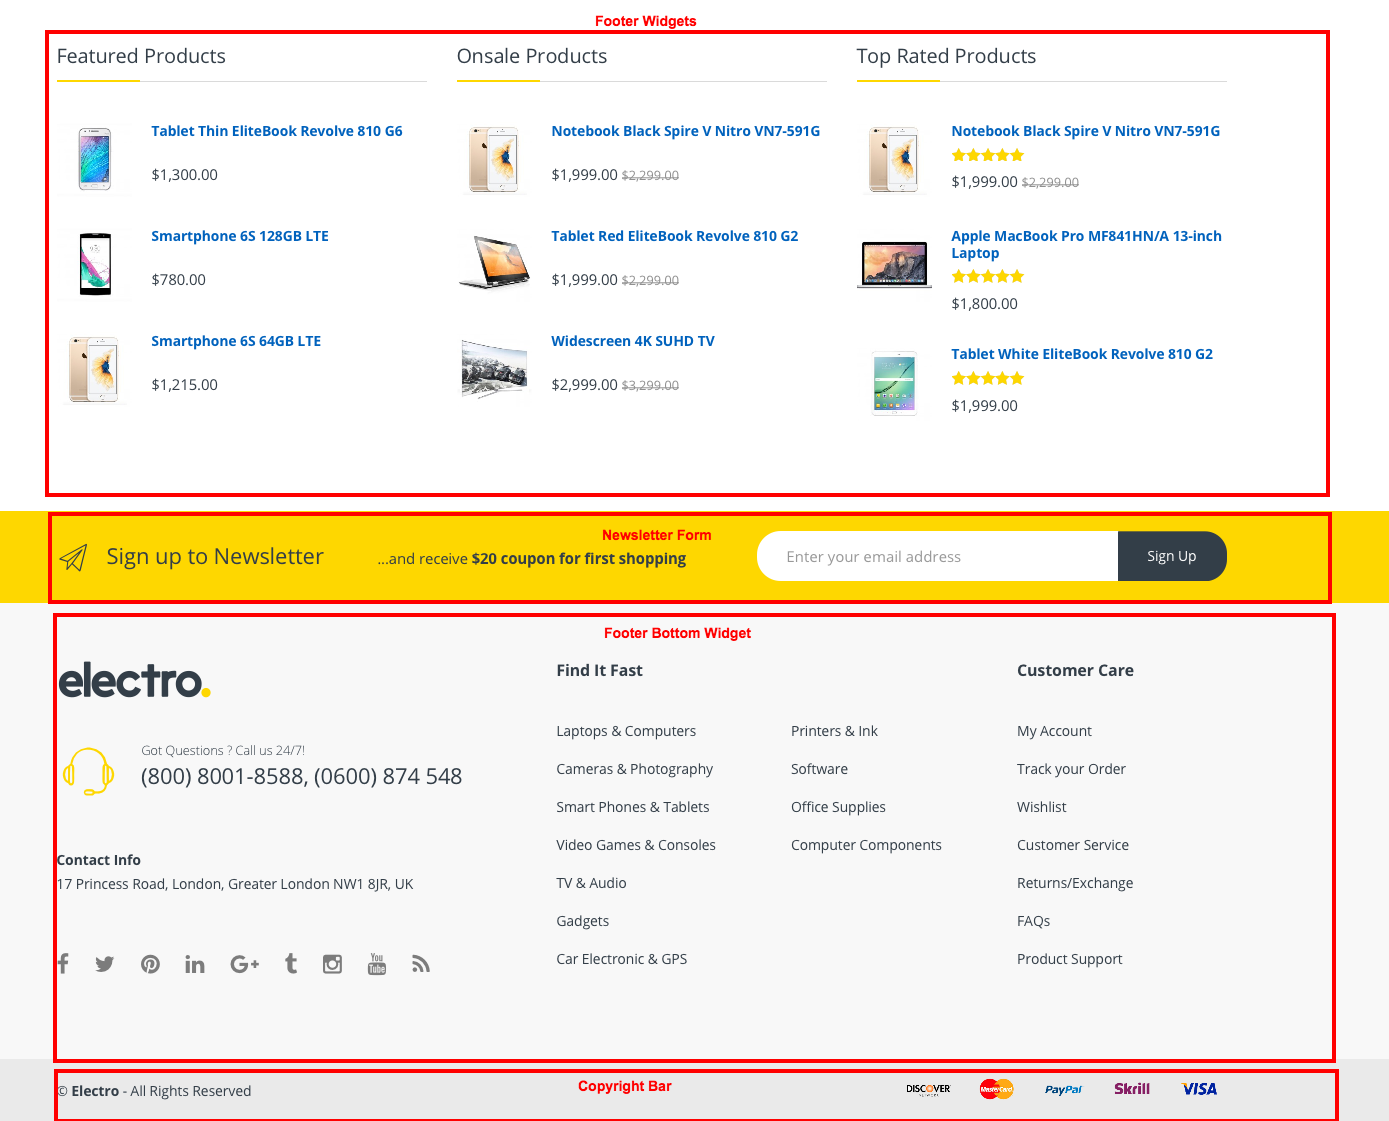 Footer Widgets
Featured Products
Tablet Thin EliteBook Revolve 810 G6
$1,300.00
Smartphone 6S 128GB LTE
$780.00
Smartphone 6S 64GB LTE
$1,215.00
Onsale Products
Notebook Black Spire V Nitro VN7-591G
$1,999.00 $2,299.00
Tablet Red EliteBook Revolve 810 G2
$1,999.00 $2,299.00
Widescreen 4K SUHD TV
$2,999.00 $3,299.00
Top Rated Products
Notebook Black Spire V Nitro VN7-591G
$1,999.00 $2,299.00
Apple MacBook Pro MF841HN/A 13-inch
Laptop
$1,800.00
Tablet White EliteBook Revolve 810 G2
$1,999.00
Newsletter Form
Sign up to Newsletter
...and receive $20 coupon for first shopping
Enter your email address
Sign Up
Footer Bottom Widget
electro.
Got Questions ? Call us 24/7!
(800) 8001-8588, (0600) 874 548
Contact Info
17 Princess Road, London, Greater London NW1 8JR, UK
You
Tube
Find It Fast
Laptops & Computers
Cameras & Photography
Smart Phones & Tablets
Video Games & Consoles
TV & Audio
Gadgets
Car Electronic & GPS
Printers & Ink
Software
Office Supplies
Computer Components
Customer Care
My Account
Track your Order
Wishlist
Customer Service
Returns/Exchange
FAQs
Product Support
Copyright Bar
© Electro - All Rights Reserved
DISCOVER
NETWORK
MasterCard
PayPal
Skrill
VISA